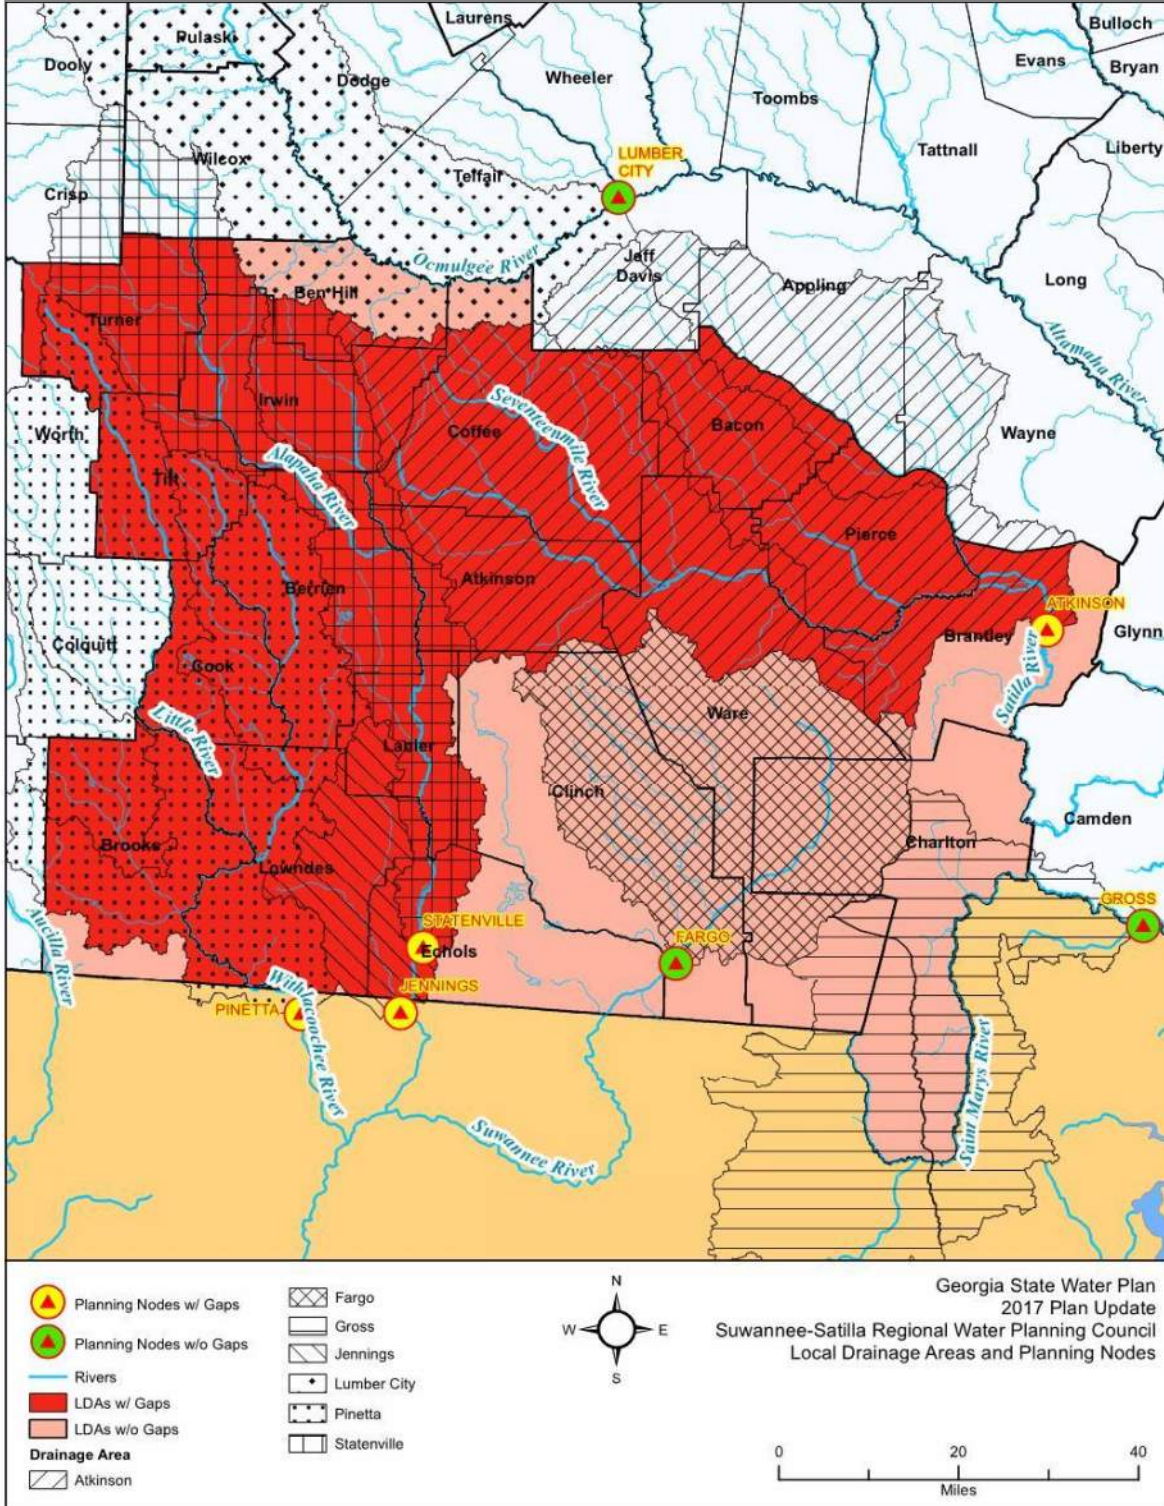 Laurens
Bulloch
Pulaski
Dooly
Dodge
Wheeler
Evans
Bryan
Toombs
Tattnall
Liberty
LUMBER
CITY
Wilcox
Telfair
Crisp
Ocmulgee River
Jeff
Davis
Appling
Long
Ben Hill
Turner
Altamaha River
Irwin
Seventeenmile River
Worth
Coffee
Bacon
Wayne
Alapaha River
Tift
Pierce
Atkinson
Berrien
ATKINSON
Brantley
Glynn
Colquitt
Cook
Satilla River
Little River
Ware
Lanier
Clinch
Camden
Brooks
Charlton
Lowndes
GROSS
STATENVILLE
FARGO
Echols
Aucilla River
JENNINGS
PINETTA
Withlacoochee River
Saint Marys River
Suwannee River
Planning Nodes w/ Gaps
Planning Nodes w/o Gaps
Rivers
LDAs w/ Gaps
LDAs w/o Gaps
Drainage Area
Atkinson
Fargo
Gross
Jennings
Lumber City
Pinetta
Statenville
N
W
E
S
Georgia State Water Plan
2017 Plan Update
Suwannee-Satilla Regional Water Planning Council
Local Drainage Areas and Planning Nodes
0 20 40
Miles